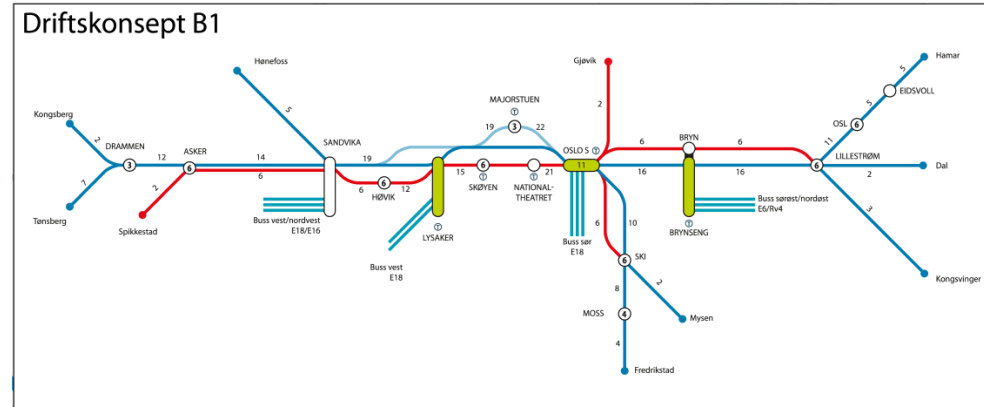 Driftskonsept B1
Hønefoss
Gjøvik
Hamar
5
5
EIDSVOLL
MAJORSTUEN
T
Kongsberg
2
2
19
3
22
OSL
6
5
11
DRAMMEN
3
12
ASKER
6
14
SANDVIKA
19
OSLO S
T
11
6
BRYN
6
LILLESTRØM
6
Dal
2
7
2
6
6
HØVIK
6
12
15
SKØYEN
6
T
NATIONAL-
THEATRET
T
21
16
16
3
Tønsberg
Spikkestad
Buss vest/nordvest
E18/E16
LYSAKER
T
Buss vest
E18
Buss sør
E18
6
10
BRYNSENG
T
Buss sørøst/nordøst
E6/Rv4
SKI
6
Kongsvinger
8
2
MOSS
4
Mysen
4
Fredrikstad